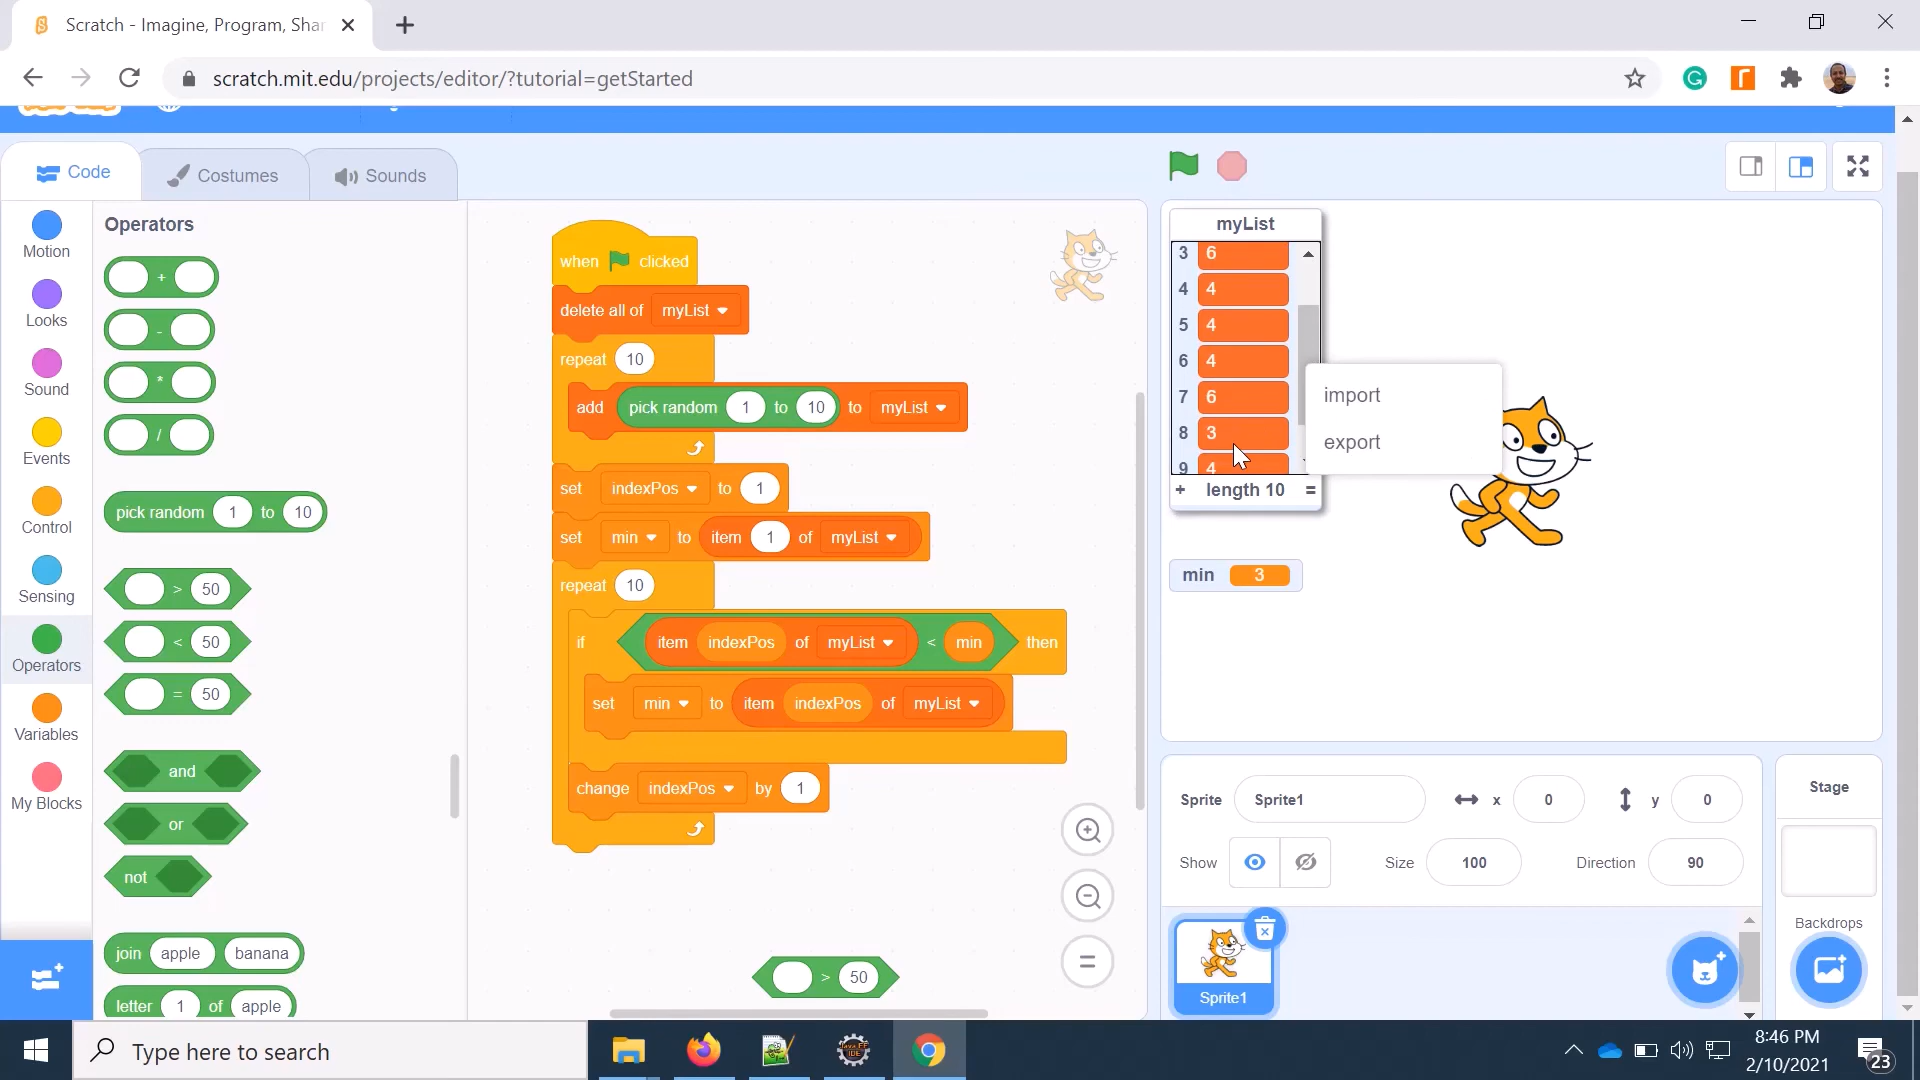 Scratch - Imagine, Program, Shar
scratch.mit.edu/projects/editor/?tutorial=getStarted
Code
Costumes
Sounds
Motion
Looks
Sound
Events
Control
Sensing
Operators
Variables
My Blocks
Operators
+
-
*
/
pick random 1 to 10
> 50
< 50
= 50
and
or
not
join apple banana
letter 1 of apple
when clicked
delete all of myList
repeat 10
add pick random 1 to 10 to myList
set indexPos to 1
set min to item 1 of myList
repeat 10
if item indexPos of myList < min then
set min to item indexPos of myList
change indexPos by 1
> 50
myList
3 6
4 4
5 4
6 4
7 6
8 3
9 4
+ length 10 =
import
export
min 3
Sprite Sprite1 x 0 y 0
Show Size 100 Direction 90
Sprite1
Stage
Backdrops
Type here to search
Java EE
IDE
8:46 PM
2/10/2021
23